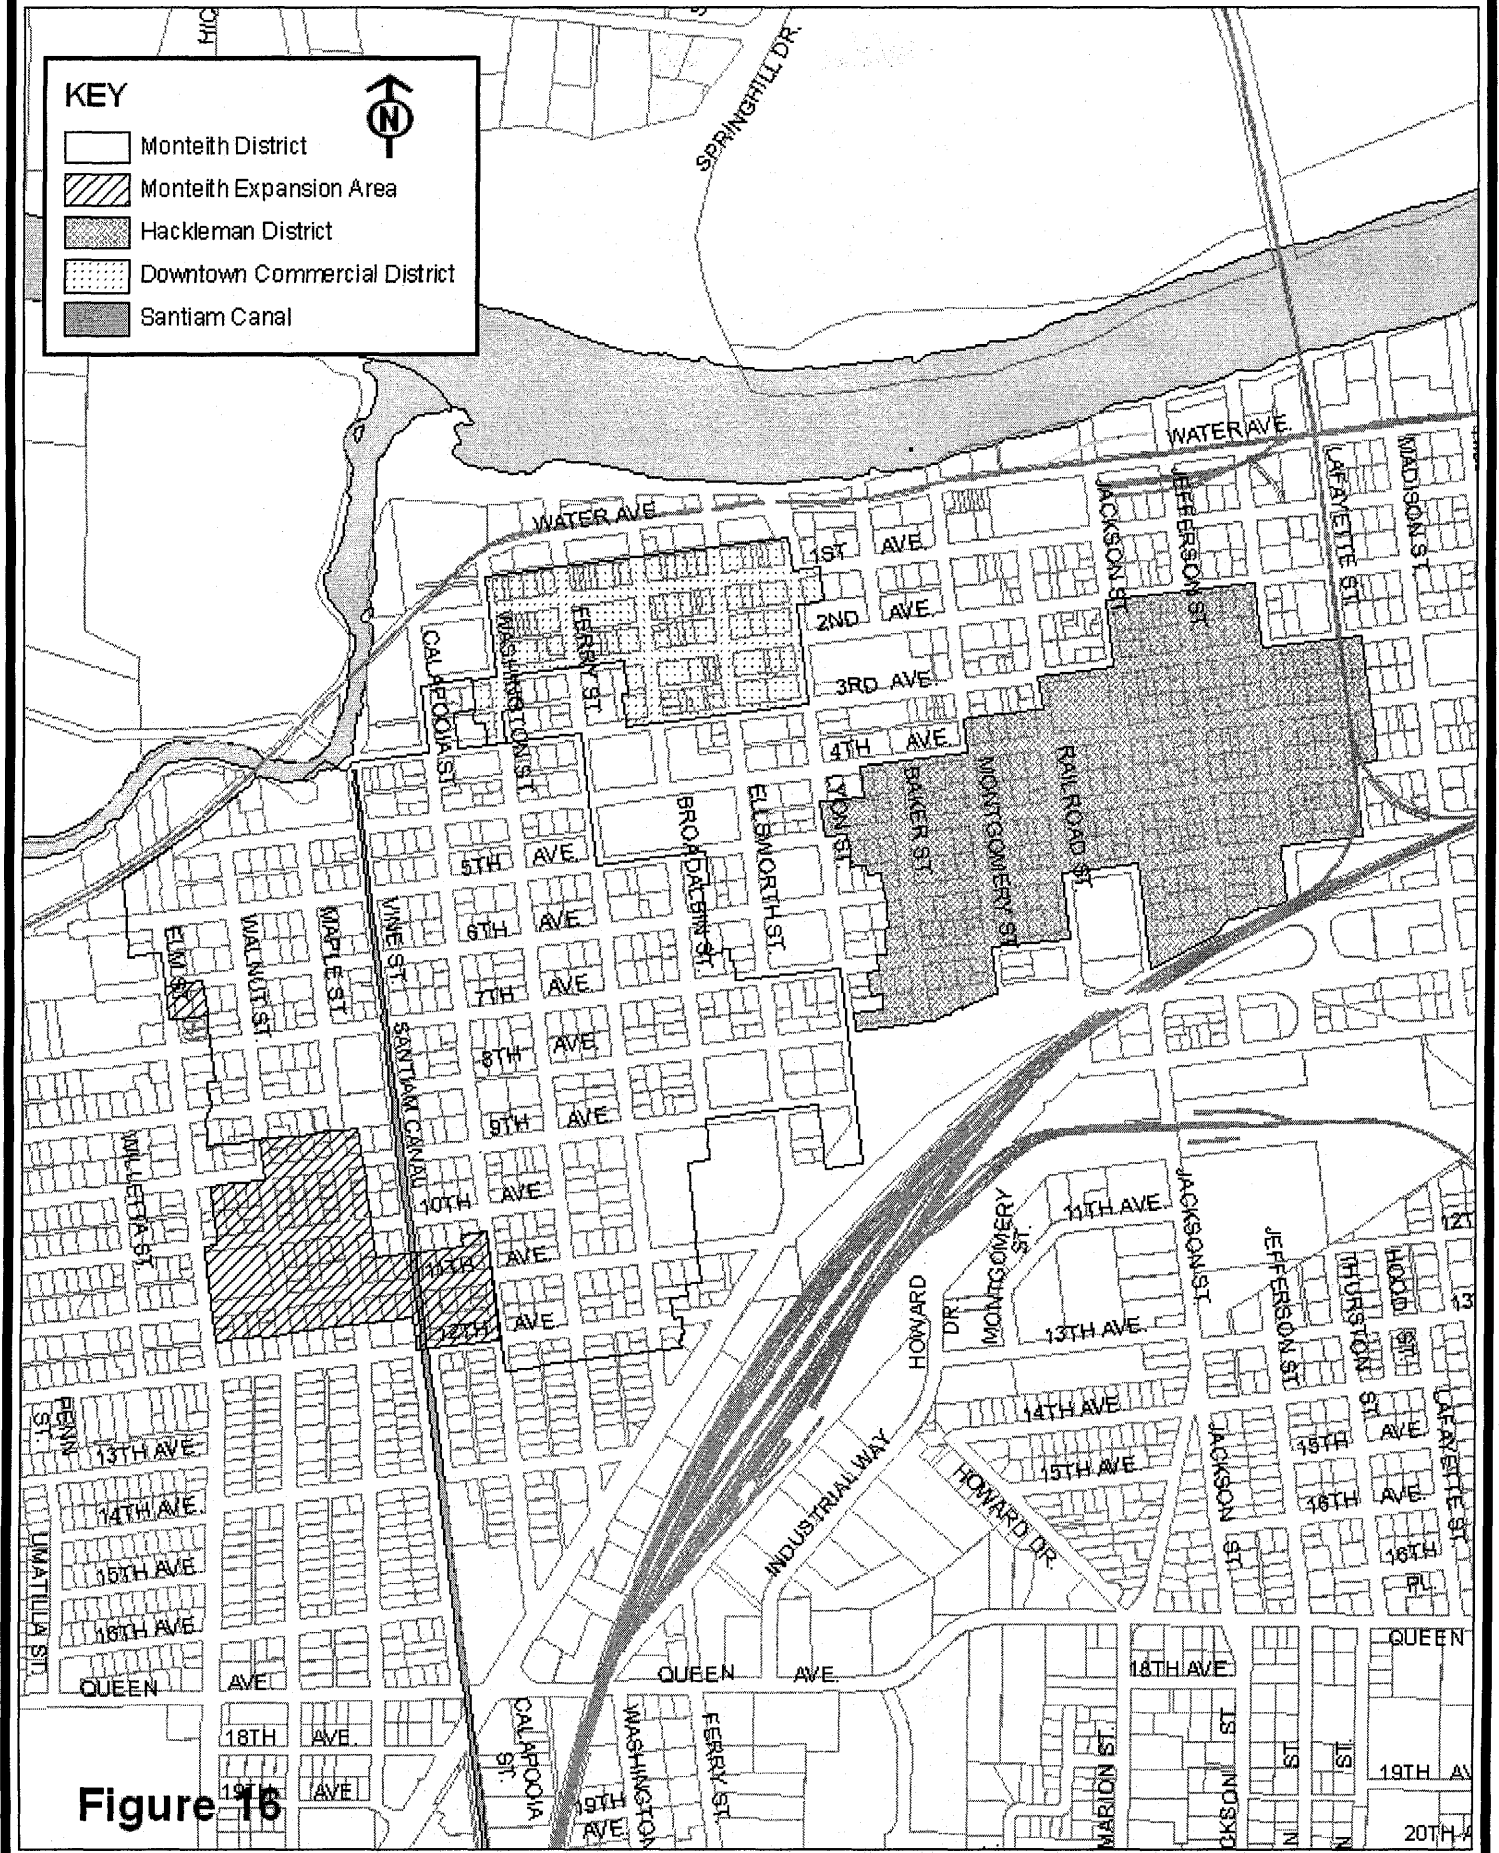 KEY
N
Monteith District
Monteith Expansion Area
Hackleman District
Downtown Commercial District
Santiam Canal
SPRINGHILL DR.
WATER AVE.
MADISON ST.
LAFAYETTE ST.
JEFFERSON ST.
JACKSON ST.
WATER AVE.
1ST AVE.
2ND AVE.
3RD AVE.
4TH AVE.
CALAPOOIA ST.
WASHINGTON ST.
FERRY ST.
BROADALBIN ST.
ELLSWORTH ST.
LYON ST.
BAKER ST
MONTGOMERY ST
RAILROAD ST.
5TH AVE.
6TH AVE.
7TH AVE.
8TH AVE.
9TH AVE.
10TH AVE.
11TH AVE.
12TH AVE.
ELM ST.
WALNUT ST.
MAPLE ST.
VINE ST.
SANTIAM CANAL
WILLETTA ST.
11TH AVE.
MONTGOMERY ST.
HOWARD DR.
JACKSON ST.
JEFFERSON ST
THURSTON ST.
HOOD ST.
LAFAYETTE ST.
13TH AVE.
14TH AVE.
15TH AVE.
15TH AVE.
16TH AVE.
16TH PL.
JACKSON ST.
INDUSTRIAL WAY
HOWARD DR.
PENN ST.
13TH AVE.
14TH AVE.
15TH AVE.
16TH AVE.
UMATILLA ST.
QUEEN AVE.
QUEEN AVE.
QUEEN
18TH AVE.
18TH AVE.
19TH AVE.
CALAPOOIA ST.
WASHINGTON
FERRY ST.
19TH AVE.
MARION ST.
CKSON ST.
ST.
ST.
19TH AV
20TH A
Figure 16